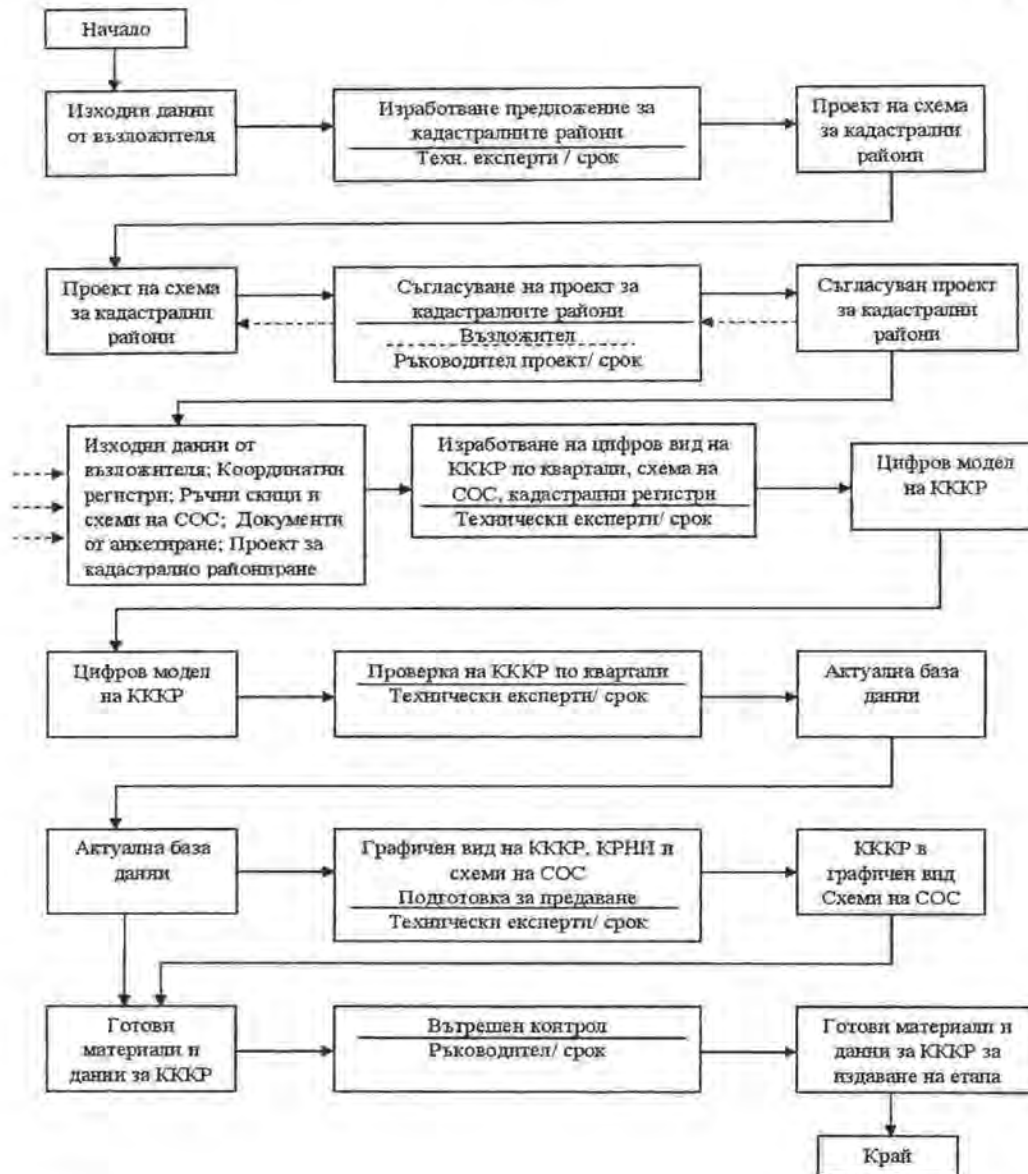 Начало
Изходни данни
от възложителя
Изработване предложение за
кадастралните райони
Техн. експерти / срок
Проект на схема
за кадастрални
райони
Проект на схема
за кадастрални
райони
Съгласуване на проект за
кадастралните райони
Възложител
Ръководител проект/ срок
Съгласуван проект
за кадастрални
райони
Изходни данни от
възложителя; Координатни
регистри; Ръчни скици и
схеми на СОС; Документи
от анкетиране; Проект за
кадастрално райониране
Изработване на цифров вид на
КККР по квартали, схема на
СОС, кадастрални регистри
Технически експерти/ срок
Цифров модел
на КККР
Цифров модел
на КККР
Проверка на КККР по квартали
Технически експерти/ срок
Актуална база
данни
Актуална база
данни
Графичен вид на КККР, КРНИ и
схеми на СОС
Подготовка за предаване
Технически експерти/ срок
КККР в
графичен вид
Схеми на СОС
Готови
материали и
данни за КККР
Вътрешен контрол
Ръководител/ срок
Готови материали и
данни за КККР за
издаване на етапа
Край